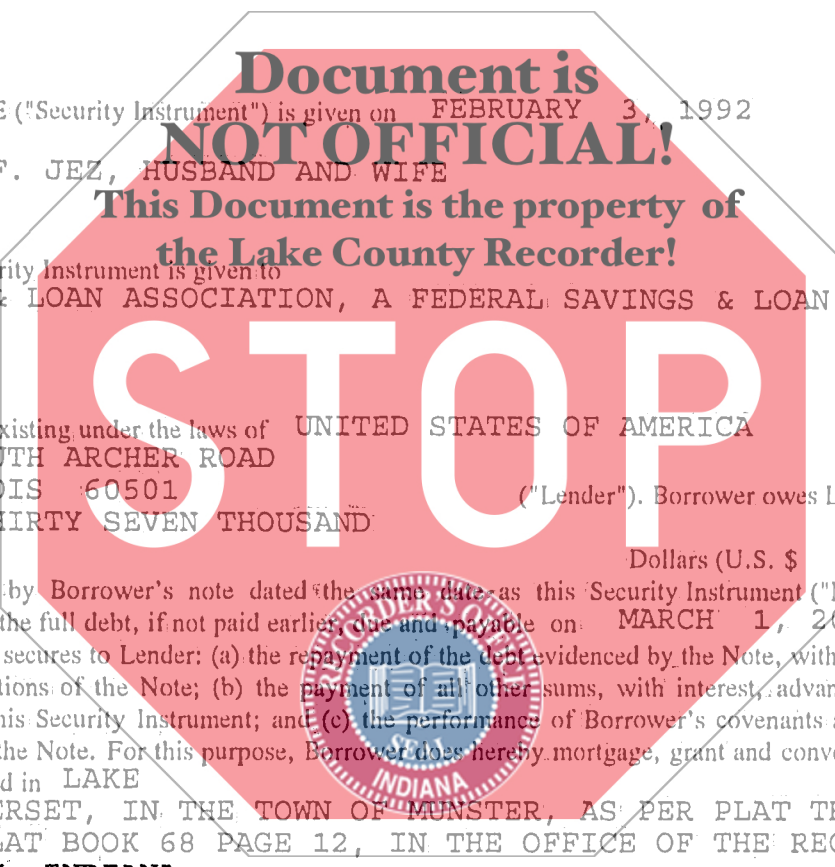 Document is
E ("Security Instrument") is given on FEBRUARY 3, 1992
NOT OFFICIAL!
F. JEZ, HUSBAND AND WIFE
This Document is the property of
the Lake County Recorder!
rity Instrument is given to
& LOAN ASSOCIATION, A FEDERAL SAVINGS & LOAN
STOP
xisting under the laws of UNITED STATES OF AMERICA
UTH ARCHER ROAD
OIS 60501 ("Lender"). Borrower owes L
HIRTY SEVEN THOUSAND
Dollars (U.S. $
by Borrower's note dated the same date as this Security Instrument ("
the full debt, if not paid earlier, due and payable on MARCH 1, 20
secures to Lender: (a) the repayment of the debt evidenced by the Note, with
tions of the Note; (b) the payment of all other sums, with interest, advan
his Security Instrument; and (c) the performance of Borrower's covenants
the Note. For this purpose, Borrower does hereby mortgage, grant and conve
d in LAKE
RECORDER'S OFFICE
SEAL
INDIANA
ERSET, IN THE TOWN OF MUNSTER, AS PER PLAT TH
LAT BOOK 68 PAGE 12, IN THE OFFICE OF THE REC